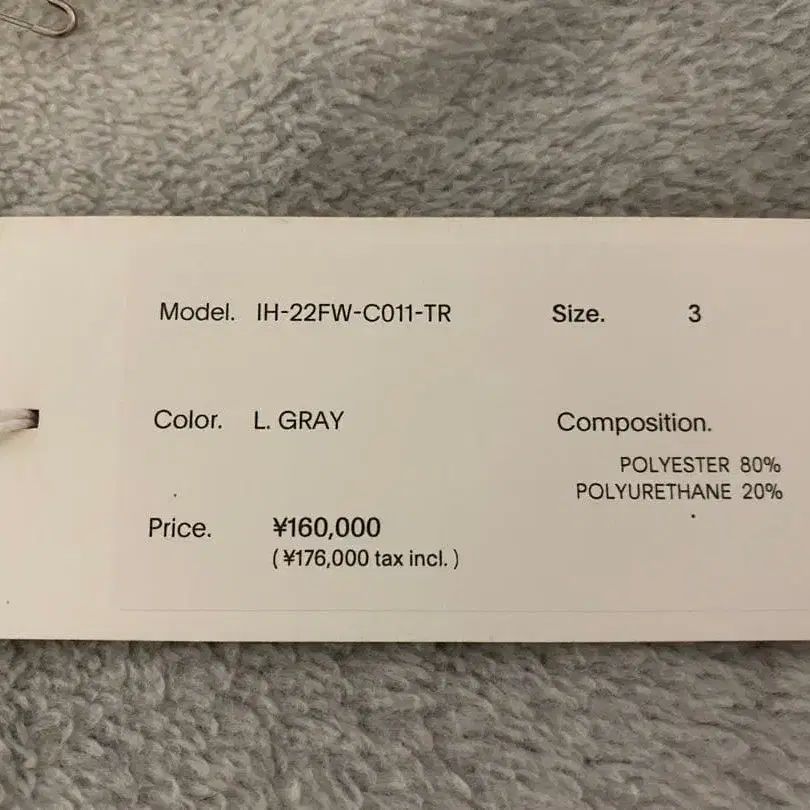 Model. IH-22FW-C011-TR Size. 3
Color. L. GRAY Composition.
POLYESTER 80%
POLYURETHANE 20%
Price. ¥160,000
( ¥176,000 tax incl. )